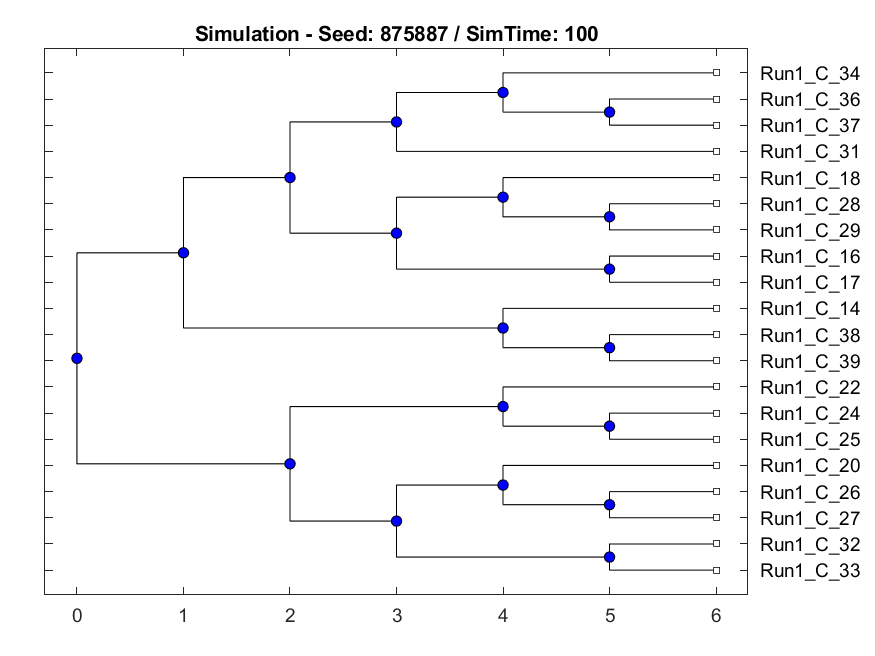 Simulation - Seed: 875887 / SimTime: 100
Run1_C_34
Run1_C_36
Run1_C_37
Run1_C_31
Run1_C_18
Run1_C_28
Run1_C_29
Run1_C_16
Run1_C_17
Run1_C_14
Run1_C_38
Run1_C_39
Run1_C_22
Run1_C_24
Run1_C_25
Run1_C_20
Run1_C_26
Run1_C_27
Run1_C_32
Run1_C_33
0 1 2 3 4 5 6